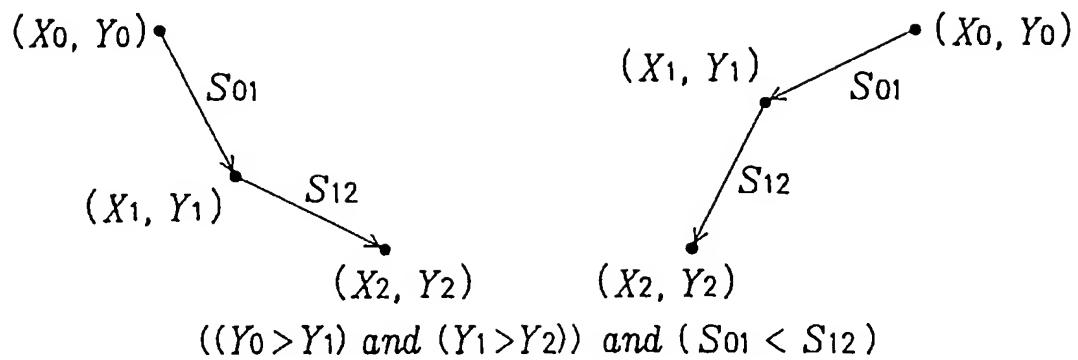 (X0, Y0)
S01
(X1, Y1)
S12
(X2, Y2)
(X0, Y0)
(X1, Y1)
S01
S12
(X2, Y2)
((Y0>Y1) and (Y1>Y2)) and (S01 < S12)